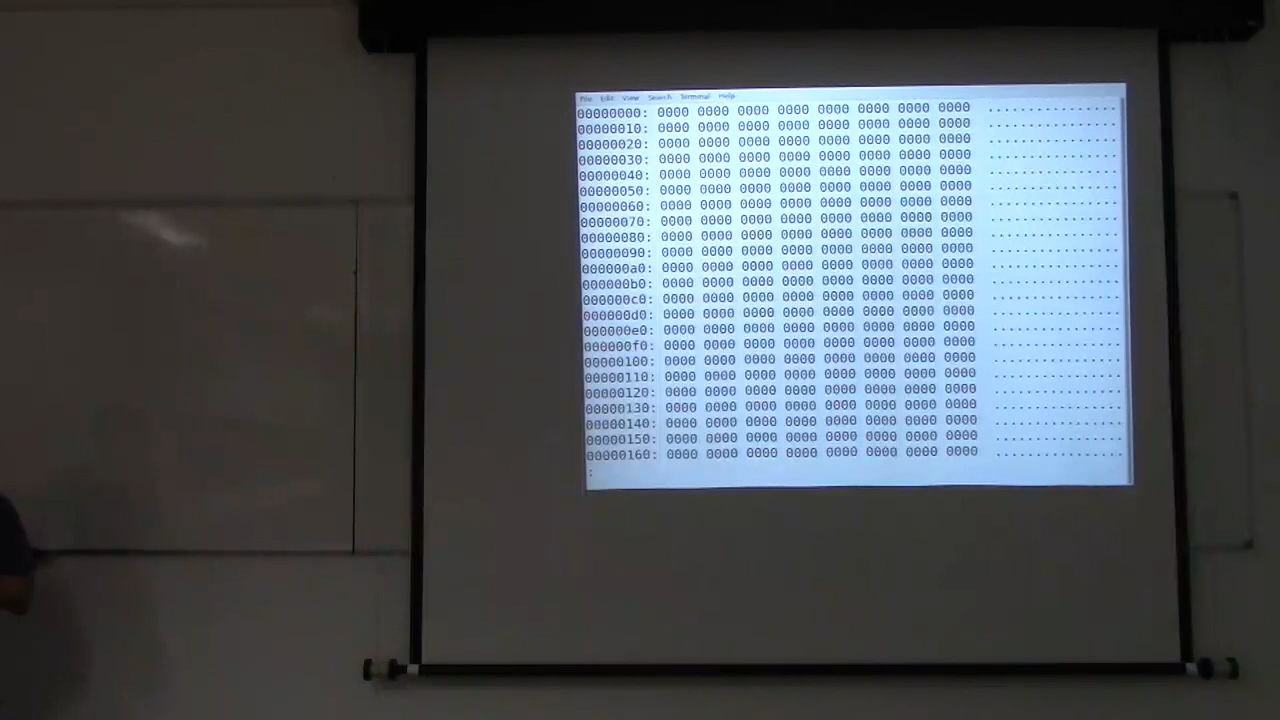 File Edit View Search Terminal Help
00000000: 0000 0000 0000 0000 0000 0000 0000 0000 ................
00000010: 0000 0000 0000 0000 0000 0000 0000 0000 ................
00000020: 0000 0000 0000 0000 0000 0000 0000 0000 ................
00000030: 0000 0000 0000 0000 0000 0000 0000 0000 ................
00000040: 0000 0000 0000 0000 0000 0000 0000 0000 ................
00000050: 0000 0000 0000 0000 0000 0000 0000 0000 ................
00000060: 0000 0000 0000 0000 0000 0000 0000 0000 ................
00000070: 0000 0000 0000 0000 0000 0000 0000 0000 ................
00000080: 0000 0000 0000 0000 0000 0000 0000 0000 ................
00000090: 0000 0000 0000 0000 0000 0000 0000 0000 ................
000000a0: 0000 0000 0000 0000 0000 0000 0000 0000 ................
000000b0: 0000 0000 0000 0000 0000 0000 0000 0000 ................
000000c0: 0000 0000 0000 0000 0000 0000 0000 0000 ................
000000d0: 0000 0000 0000 0000 0000 0000 0000 0000 ................
000000e0: 0000 0000 0000 0000 0000 0000 0000 0000 ................
000000f0: 0000 0000 0000 0000 0000 0000 0000 0000 ................
00000100: 0000 0000 0000 0000 0000 0000 0000 0000 ................
00000110: 0000 0000 0000 0000 0000 0000 0000 0000 ................
00000120: 0000 0000 0000 0000 0000 0000 0000 0000 ................
00000130: 0000 0000 0000 0000 0000 0000 0000 0000 ................
00000140: 0000 0000 0000 0000 0000 0000 0000 0000 ................
00000150: 0000 0000 0000 0000 0000 0000 0000 0000 ................
00000160: 0000 0000 0000 0000 0000 0000 0000 0000 ................
: